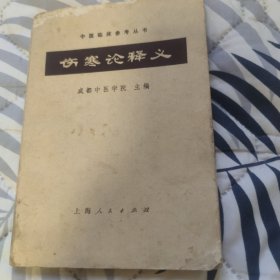 中医临床参考丛书
伤寒论释义
成都中医学院 主编
上海人民出版社